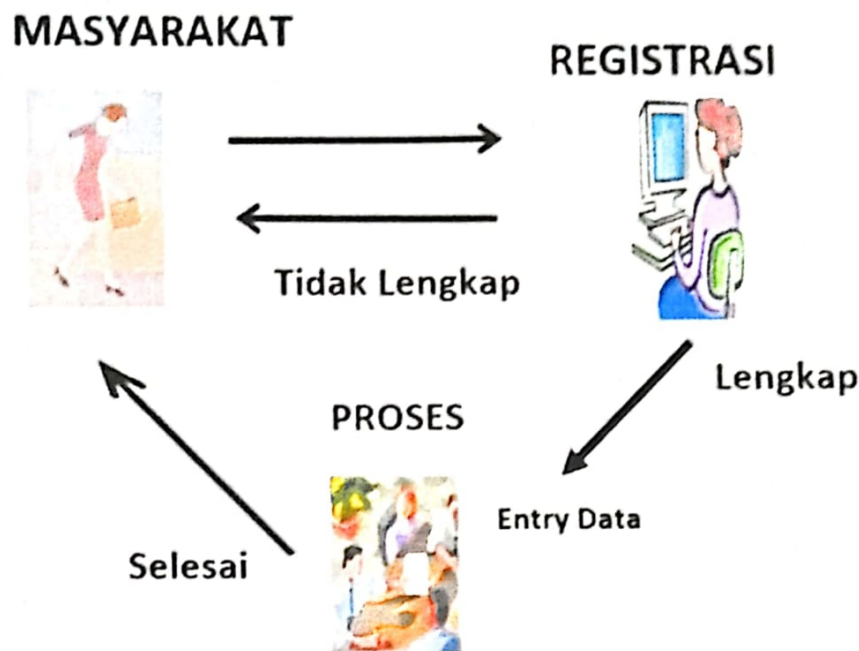 MASYARAKAT
REGISTRASI
Tidak Lengkap
Lengkap
PROSES
Entry Data
Selesai